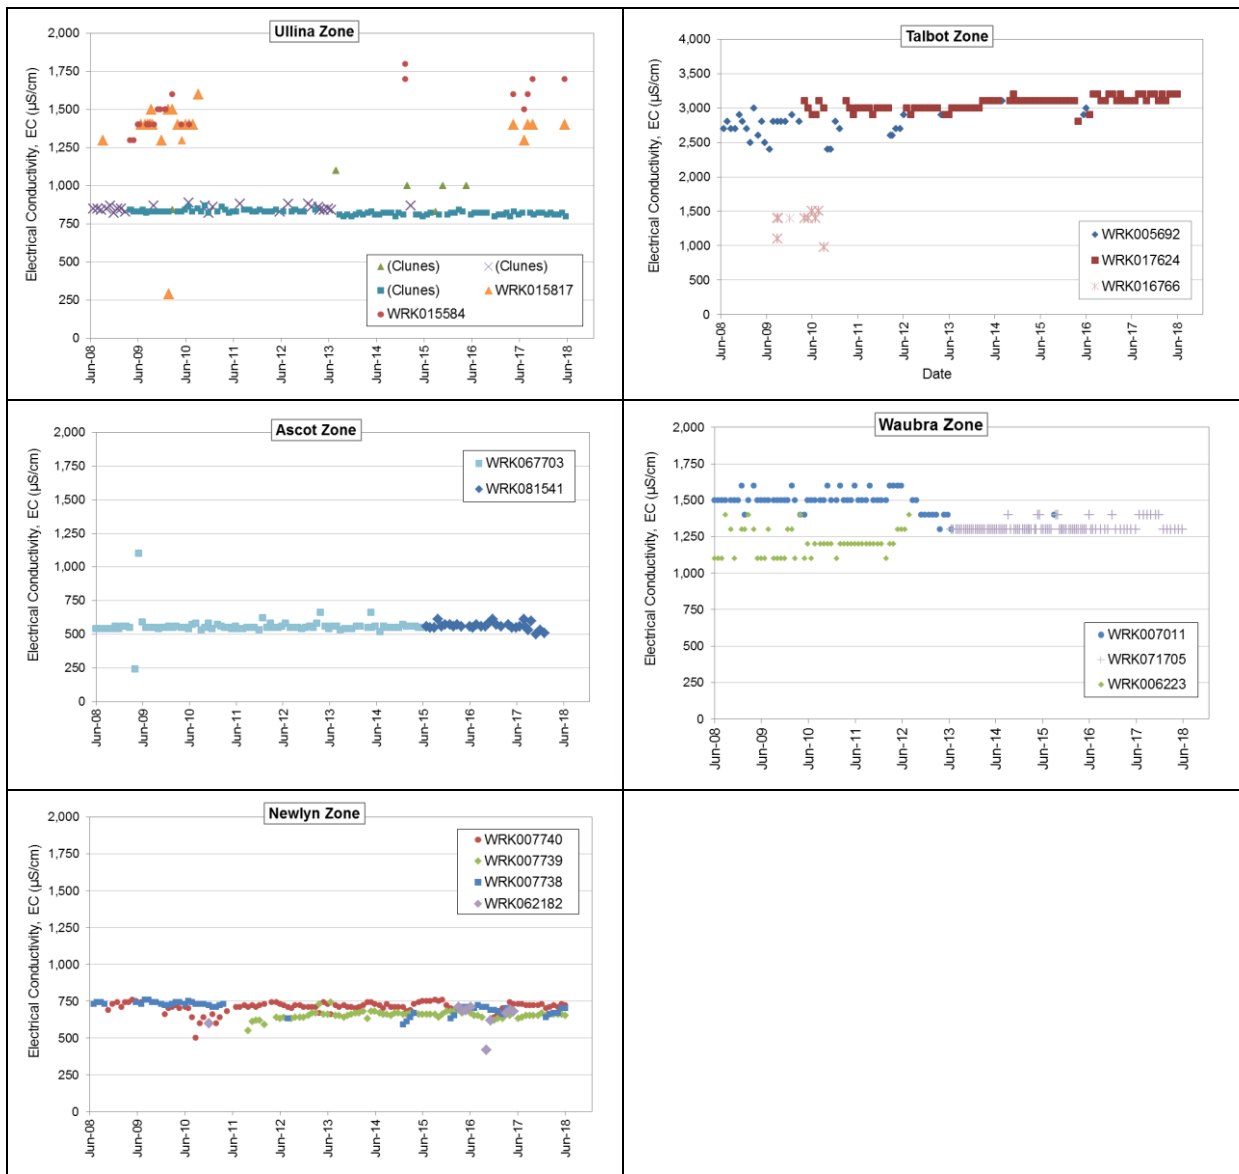 Ullina Zone
Electrical Conductivity, EC (µS/cm)
2,000
1,750
1,500
1,250
1,000
750
500
250
0
(Clunes) (Clunes)
(Clunes) WRK015817
WRK015584
Jun-08 Jun-09 Jun-10 Jun-11 Jun-12 Jun-13 Jun-14 Jun-15 Jun-16 Jun-17 Jun-18
Talbot Zone
Electrical Conductivity, EC (µS/cm)
4,000
3,500
3,000
2,500
2,000
1,500
1,000
500
0
WRK005692
WRK017624
WRK016766
Jun-08 Jun-09 Jun-10 Jun-11 Jun-12 Jun-13 Jun-14 Jun-15 Jun-16 Jun-17 Jun-18
Date
Ascot Zone
Electrical Conductivity, EC (µS/cm)
2,000
1,750
1,500
1,250
1,000
750
500
250
0
WRK067703
WRK081541
Jun-08 Jun-09 Jun-10 Jun-11 Jun-12 Jun-13 Jun-14 Jun-15 Jun-16 Jun-17 Jun-18
Waubra Zone
Electrical Conductivity, EC (µS/cm)
2,000
1,750
1,500
1,250
1,000
750
500
250
0
WRK007011
WRK071705
WRK006223
Jun-08 Jun-09 Jun-10 Jun-11 Jun-12 Jun-13 Jun-14 Jun-15 Jun-16 Jun-17 Jun-18
Newlyn Zone
Electrical Conductivity, EC (µS/cm)
2,000
1,750
1,500
1,250
1,000
750
500
250
0
WRK007740
WRK007739
WRK007738
WRK062182
Jun-08 Jun-09 Jun-10 Jun-11 Jun-12 Jun-13 Jun-14 Jun-15 Jun-16 Jun-17 Jun-18